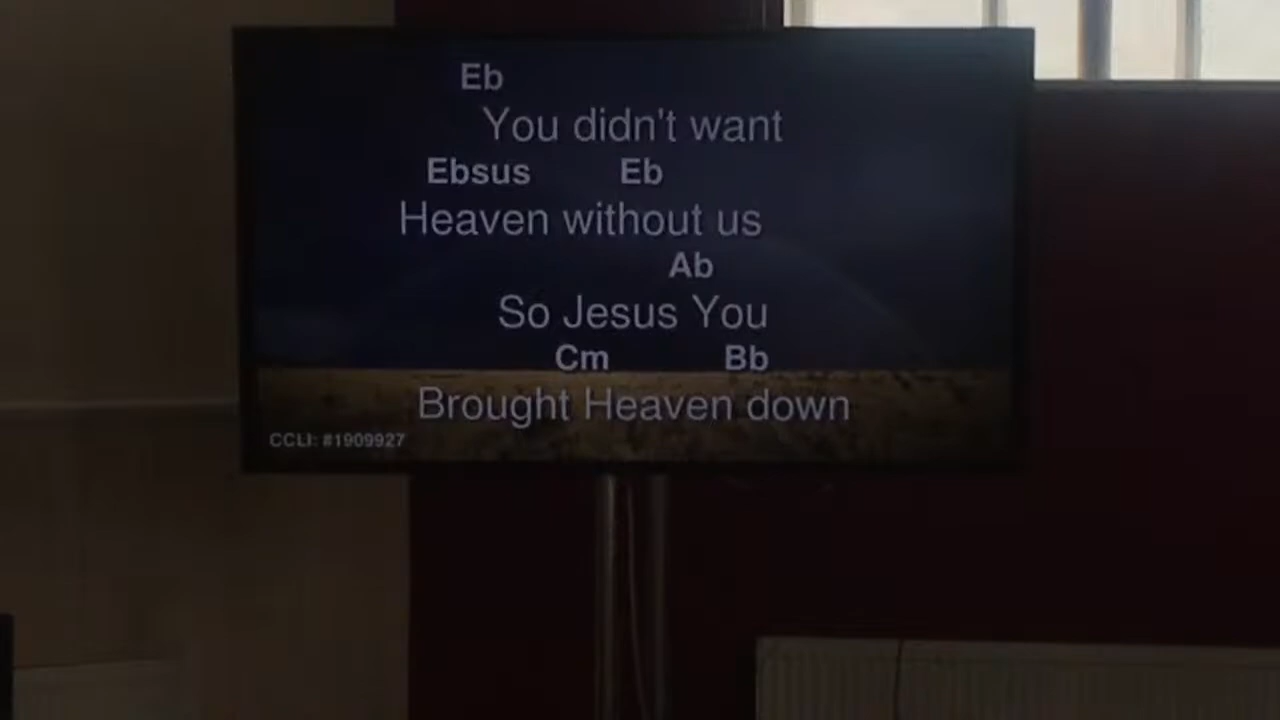 Eb
You didn't want
Ebsus Eb
Heaven without us
Ab
So Jesus You
Cm Bb
Brought Heaven down
CCLI: #1909927